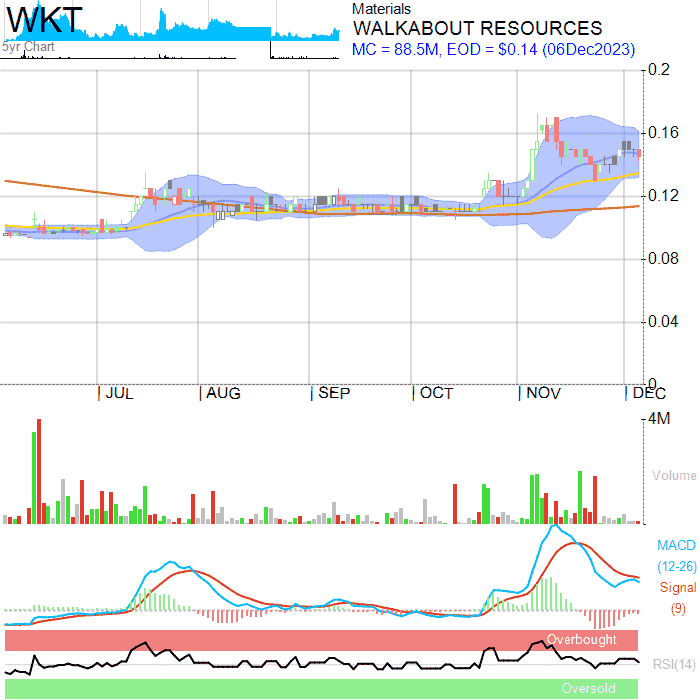 WKT
5yr Chart
Materials
WALKABOUT RESOURCES
MC = 88.5M, EOD = $0.14 (06Dec2023)
0.2
0.16
0.12
0.08
0.04
0
JUL AUG SEP OCT NOV DEC
4M
Volume
MACD
(12-26)
Signal
(9)
Overbought
RSI(14)
Oversold